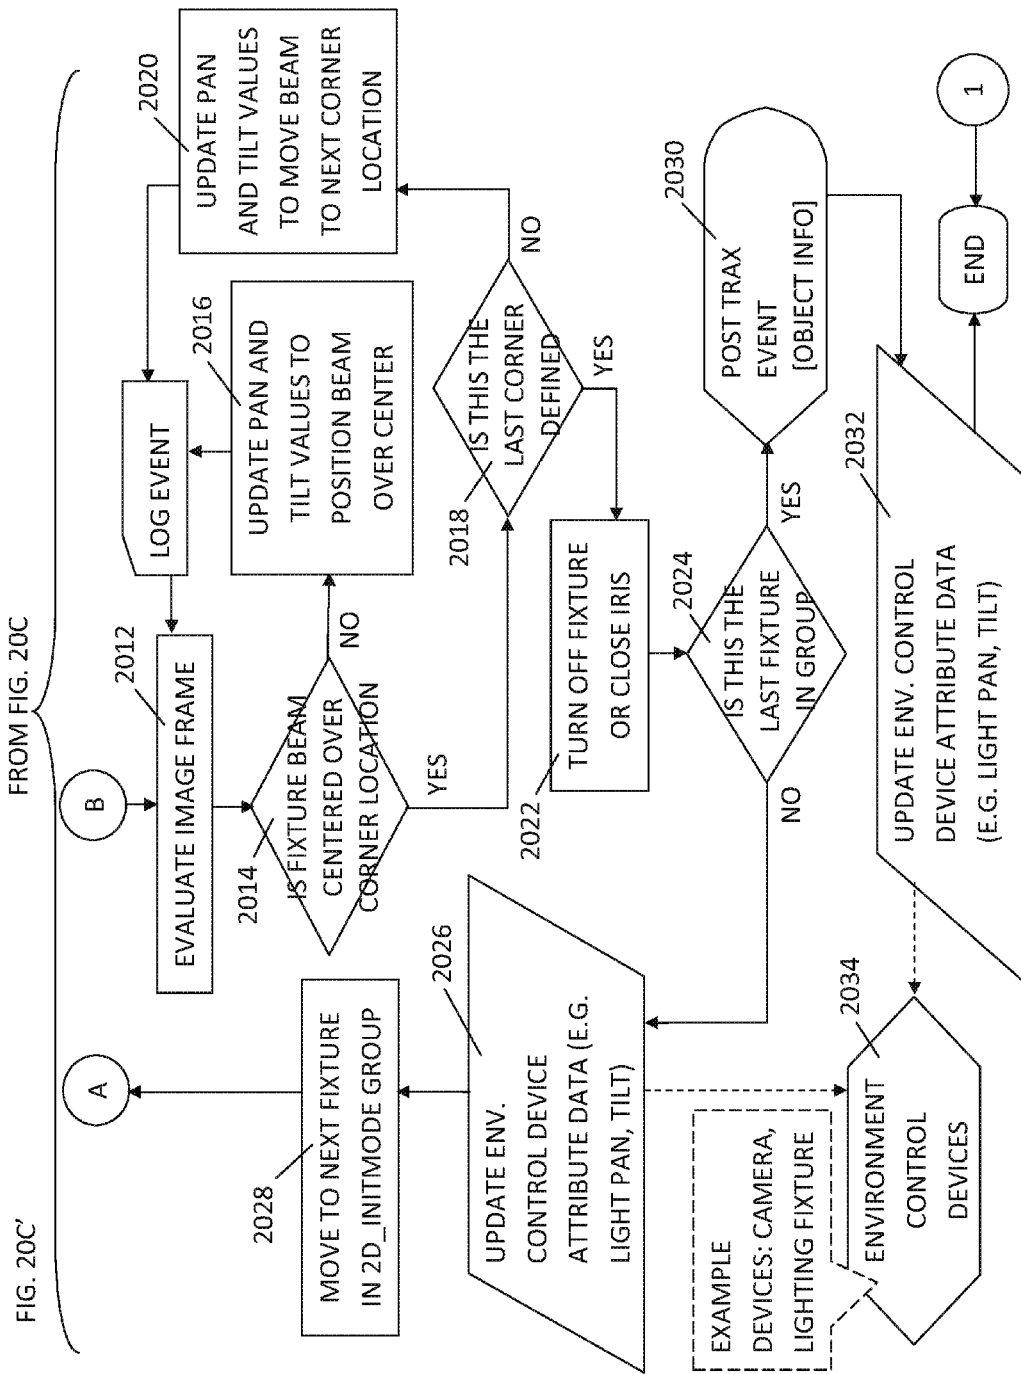 FIG. 20C'
FROM FIG. 20C
A
B
2012
EVALUATE IMAGE FRAME
LOG EVENT
2020
UPDATE PAN
AND TILT VALUES
TO MOVE BEAM
TO NEXT CORNER
LOCATION
2028
MOVE TO NEXT FIXTURE
IN 2D_INITMODE GROUP
2014
IS FIXTURE BEAM
CENTERED OVER
CORNER LOCATION
NO
YES
2016
UPDATE PAN AND
TILT VALUES TO
POSITION BEAM
OVER CENTER
2018
IS THIS THE
LAST CORNER
DEFINED
NO
YES
2026
UPDATE ENV.
CONTROL DEVICE
ATTRIBUTE DATA (E.G.
LIGHT PAN, TILT)
2022
TURN OFF FIXTURE
OR CLOSE IRIS
2024
IS THIS THE
LAST FIXTURE
IN GROUP
NO
YES
2030
POST TRAX
EVENT
[OBJECT INFO]
EXAMPLE
DEVICES: CAMERA,
LIGHTING FIXTURE
2034
ENVIRONMENT
CONTROL
DEVICES
2032
UPDATE ENV. CONTROL
DEVICE ATTRIBUTE DATA
(E.G. LIGHT PAN, TILT)
END
1